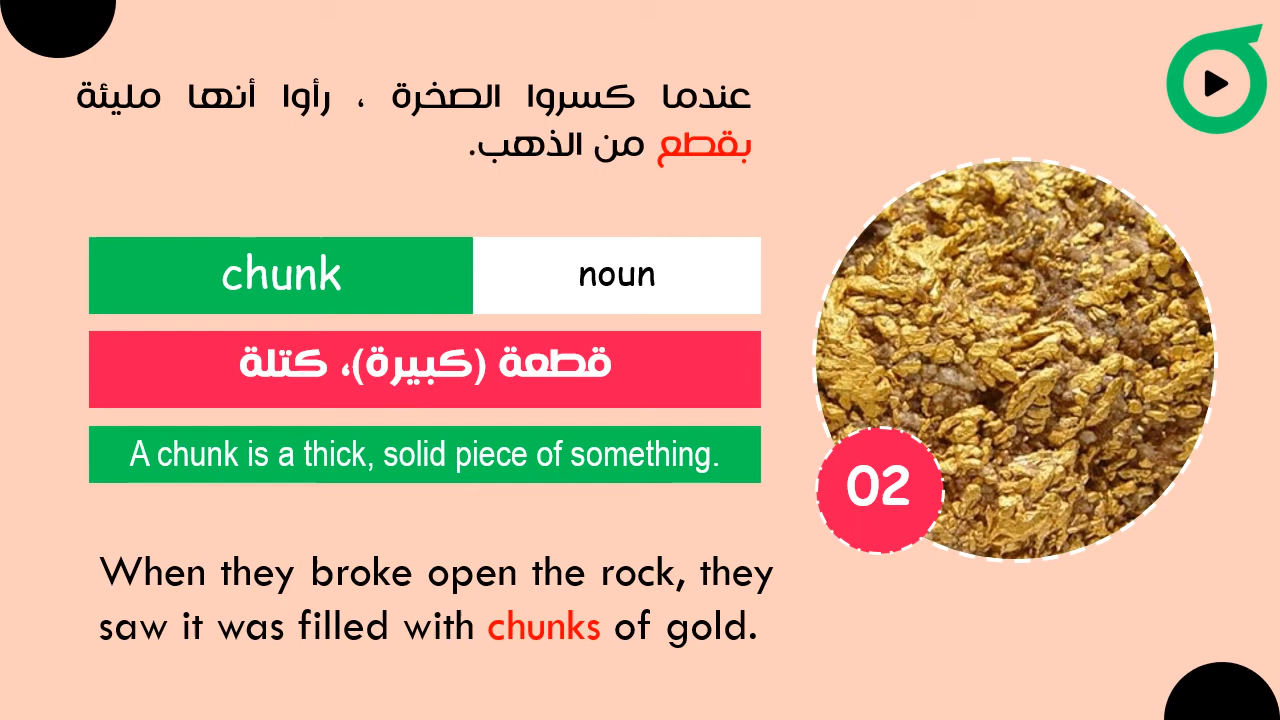 عندما كسروا الصخرة ، رأوا أنها مليئة
بقطع من الذهب.
chunk
noun
قطعة (كبيرة)، كتلة
A chunk is a thick, solid piece of something.
02
When they broke open the rock, they
saw it was filled with chunks of gold.